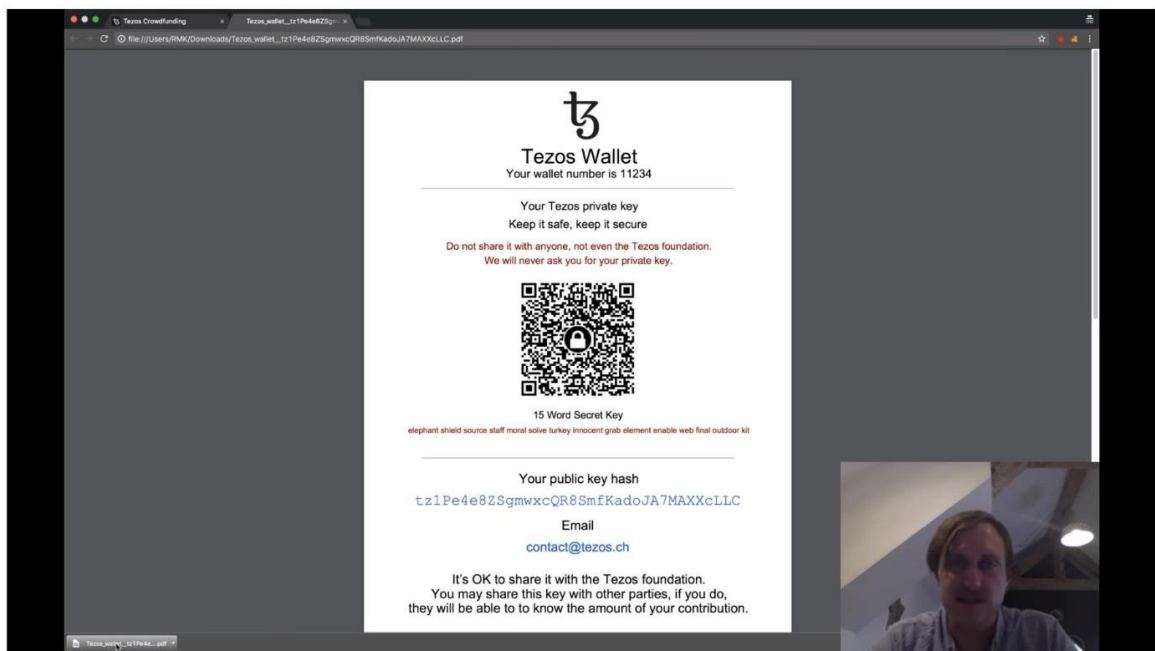 Tezos Crowdfunding
Tezos_wallet__tz1Pe4e8ZSgm
file:///Users/RMK/Downloads/Tezos_wallet__tz1Pe4e8ZSgmwxcQR8SmfKadoJA7MAXXcLLC.pdf
Tezos Wallet
Your wallet number is 11234
Your Tezos private key
Keep it safe, keep it secure
Do not share it with anyone, not even the Tezos foundation.
We will never ask you for your private key.
15 Word Secret Key
elephant shield source staff moral solve turkey innocent grab element enable web final outdoor kit
Your public key hash
tz1Pe4e8ZSgmwxcQR8SmfKadoJA7MAXXcLLC
Email
contact@tezos.ch
It's OK to share it with the Tezos foundation.
You may share this key with other parties, if you do,
they will be able to to know the amount of your contribution.
Tezos_wallet__tz1Pe4e....pdf